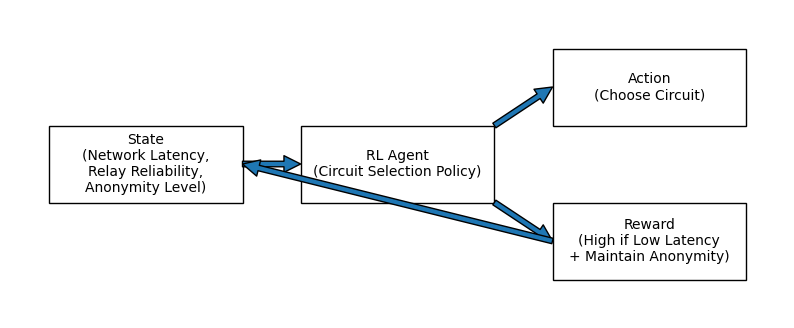 State
(Network Latency,
Relay Reliability,
Anonymity Level)
RL Agent
(Circuit Selection Policy)
Action
(Choose Circuit)
Reward
(High if Low Latency
+ Maintain Anonymity)